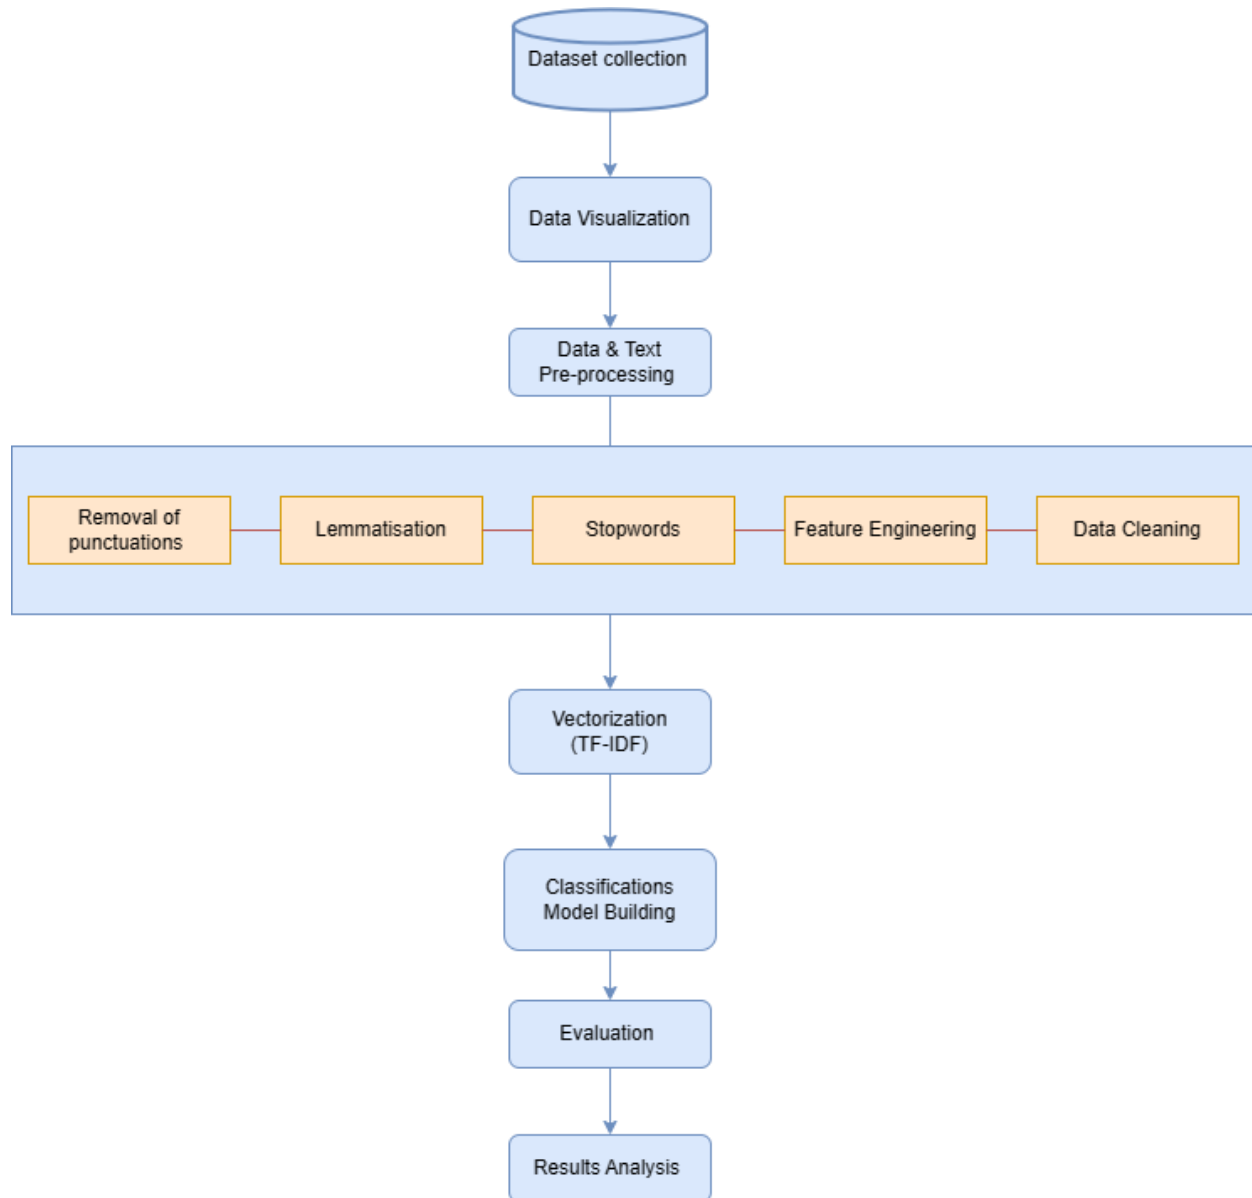 Dataset collection
Data Visualization
Data & Text
Pre-processing
Removal of
punctuations
Lemmatisation
Stopwords
Feature Engineering
Data Cleaning
Vectorization
(TF-IDF)
Classifications
Model Building
Evaluation
Results Analysis